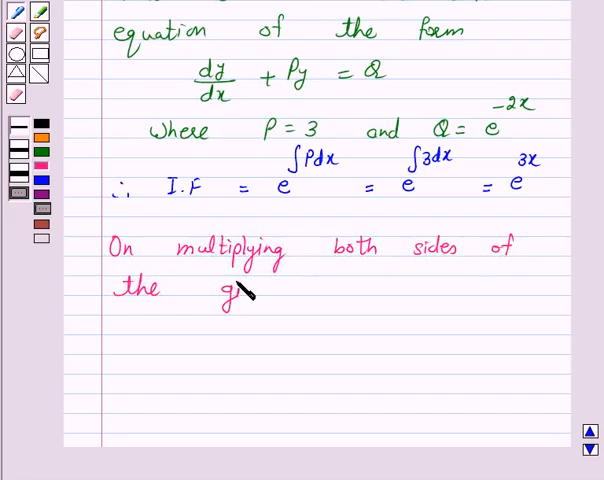 equation of the form
dy/dx + Py = Q
where P = 3 and Q = e^-2x
∴ I.F = e^∫Pdx = e^∫3dx = e^3x
On multiplying both sides of
the gi